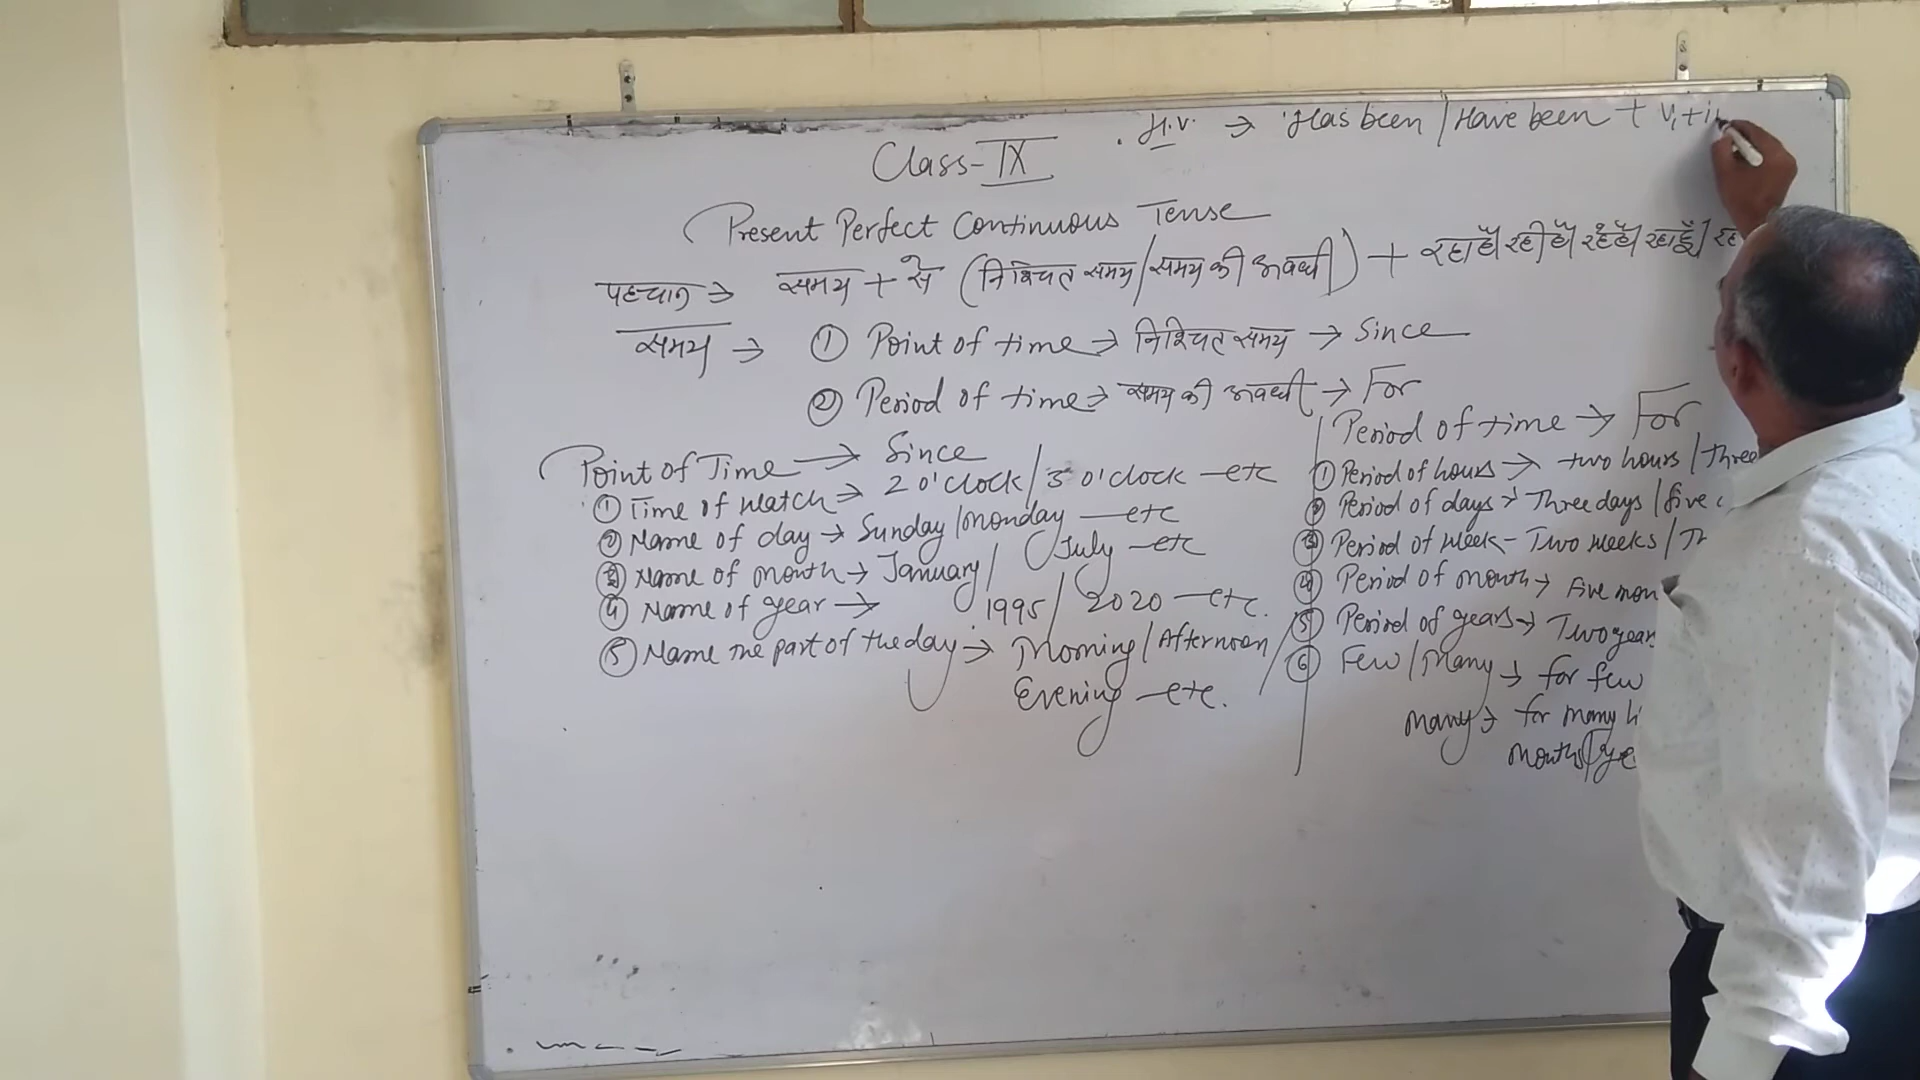 H.V. → Has been / Have been + V₁ + in
Class-IX
Present Perfect Continuous Tense
पहचान ⇒ समय + से (निश्चित समय / समय की अवधी) + रहा है / रही है / रहे हैं / रहा हूँ /
समय → ① Point of time → निश्चित समय → Since
② Period of time → समय की अवधी → For
Point of Time → Since
① Time of watch → 2 o'clock / 3 o'clock — etc
② Name of day → Sunday / Monday — etc
③ Name of month → January / July — etc
④ Name of year → 1995 / 2020 — etc.
⑤ Name the part of the day → Morning / Afternoon /
Evening — etc.
Period of time → For
① Period of hours → two hours / Three
② Period of days → Three days / five
③ Period of week - Two weeks / Th
④ Period of month → Five mon
⑤ Period of years → Two year
⑥ Few / Many → for few
many → for many
months / ye